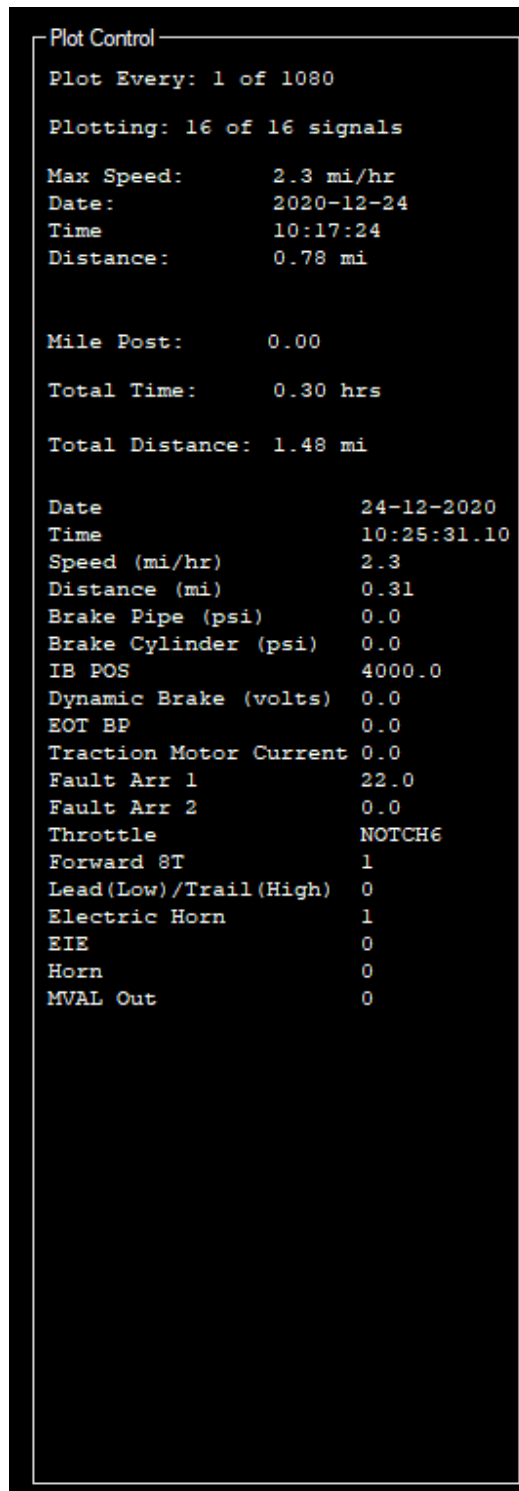 Plot Control
Plot Every: 1 of 1080
Plotting: 16 of 16 signals
Max Speed: 2.3 mi/hr
Date: 2020-12-24
Time 10:17:24
Distance: 0.78 mi
Mile Post: 0.00
Total Time: 0.30 hrs
Total Distance: 1.48 mi
Date 24-12-2020
Time 10:25:31.10
Speed (mi/hr) 2.3
Distance (mi) 0.31
Brake Pipe (psi) 0.0
Brake Cylinder (psi) 0.0
IB POS 4000.0
Dynamic Brake (volts) 0.0
EOT BP 0.0
Traction Motor Current 0.0
Fault Arr 1 22.0
Fault Arr 2 0.0
Throttle NOTCH6
Forward 8T 1
Lead(Low)/Trail(High) 0
Electric Horn 1
EIE 0
Horn 0
MVAL Out 0